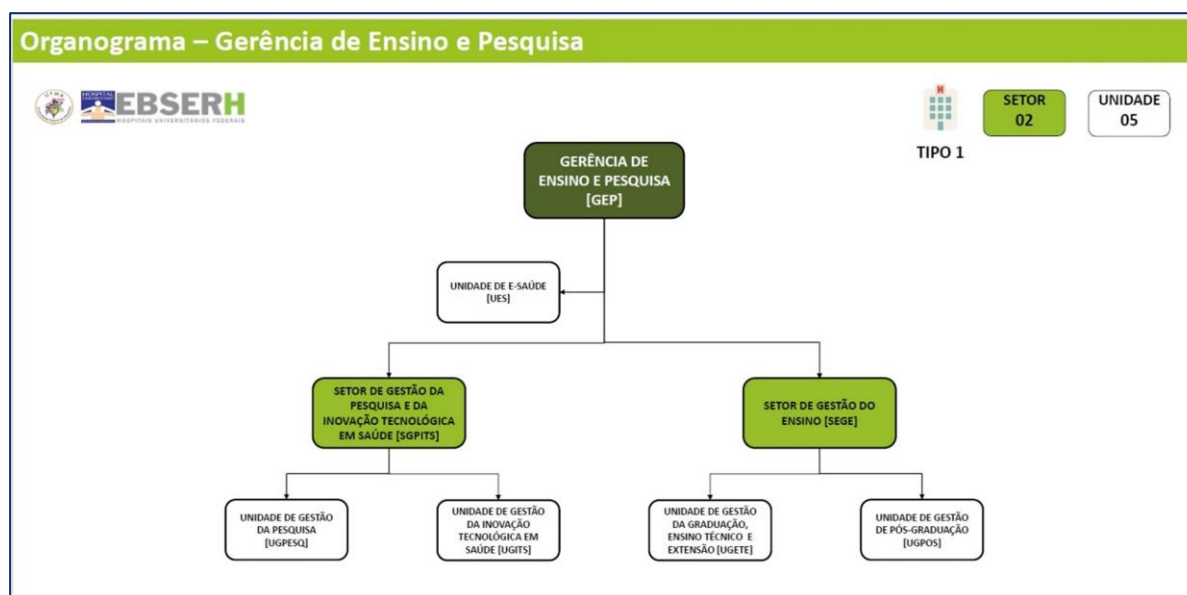 Organograma – Gerência de Ensino e Pesquisa
UFMA
HOSPITAL
UNIVERSITÁRIO
EBSERH
HOSPITAIS UNIVERSITÁRIOS FEDERAIS
H
TIPO 1
SETOR
02
UNIDADE
05
GERÊNCIA DE
ENSINO E PESQUISA
[GEP]
UNIDADE DE E-SAÚDE
[UES]
SETOR DE GESTÃO DA
PESQUISA E DA
INOVAÇÃO TECNOLÓGICA
EM SAÚDE [SGPITS]
SETOR DE GESTÃO DO
ENSINO [SEGE]
UNIDADE DE GESTÃO
DA PESQUISA
[UGPESQ]
UNIDADE DE GESTÃO
DA INOVAÇÃO
TECNOLÓGICA EM
SAÚDE [UGITS]
UNIDADE DE GESTÃO
DA GRADUAÇÃO,
ENSINO TÉCNICO E
EXTENSÃO [UGETE]
UNIDADE DE GESTÃO
DE PÓS-GRADUAÇÃO
[UGPOS]